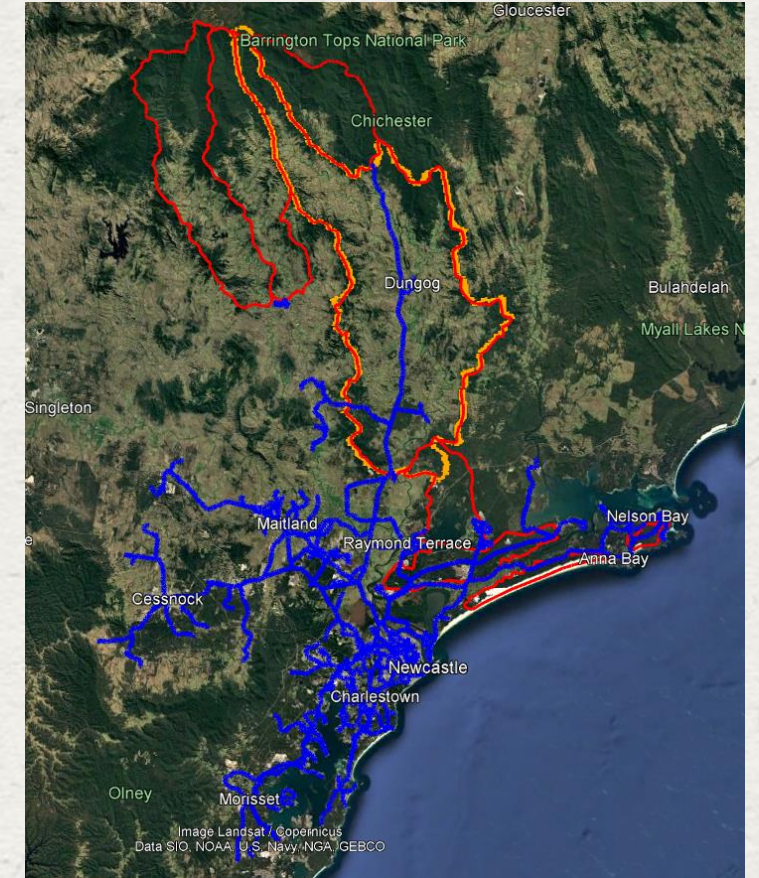 Gloucester
Barrington Tops National Park
Chichester
Dungog
Bulahdelah
Myall Lakes N
Singleton
e
Nelson Bay
Maitland
Raymond Terrace
Anna Bay
Cessnock
Newcastle
Charlestown
Olney
Morisset
Image Landsat / Copernicus
Data SIO, NOAA, U.S. Navy, NGA, GEBCO